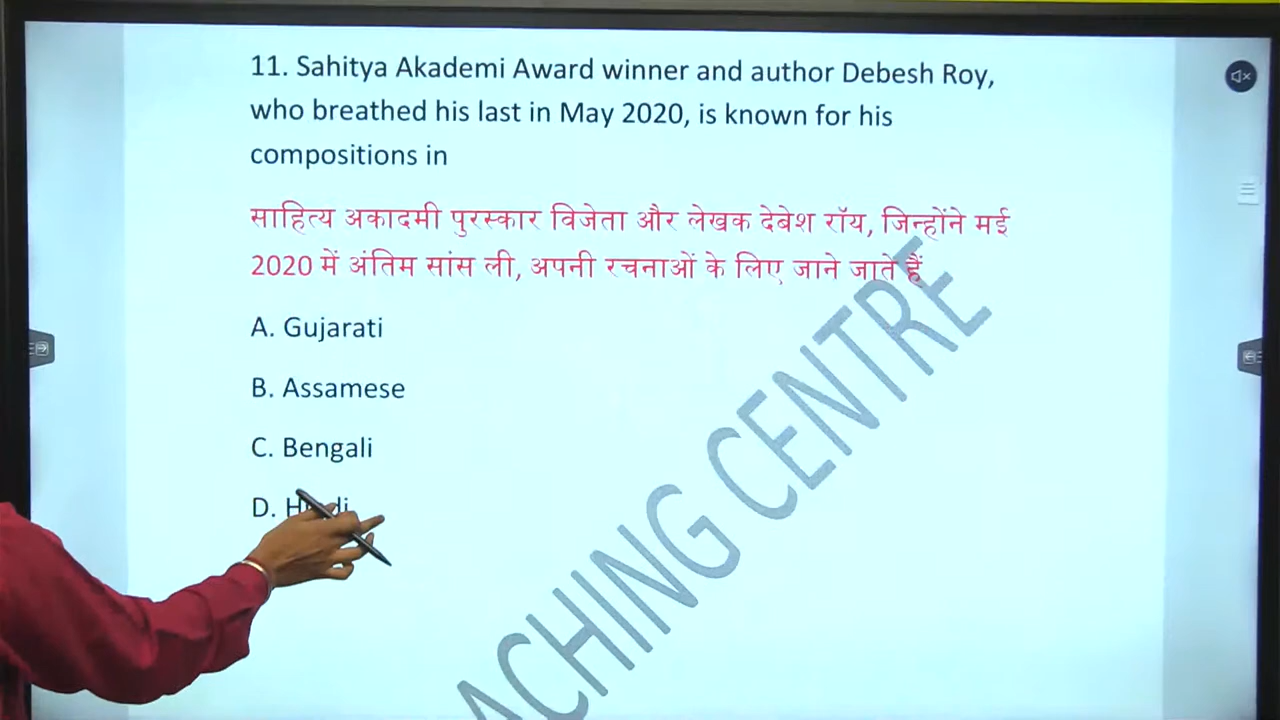 11. Sahitya Akademi Award winner and author Debesh Roy,
who breathed his last in May 2020, is known for his
compositions in
साहित्य अकादमी पुरस्कार विजेता और लेखक देबेश रॉय, जिन्होंने मई
2020 में अंतिम सांस ली, अपनी रचनाओं के लिए जाने जाते हैं
A. Gujarati
B. Assamese
C. Bengali
D.
ACHING CENTRE